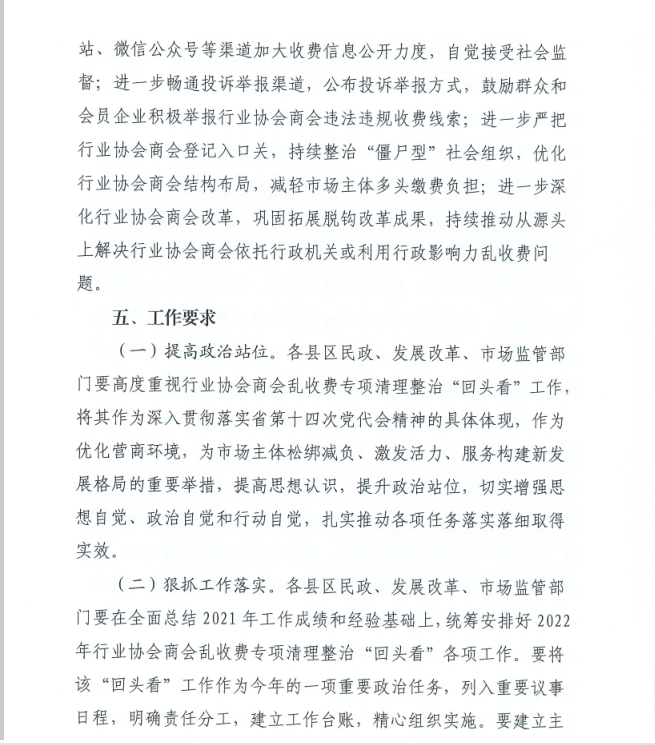 站、微信公众号等渠道加大收费信息公开力度，自觉接受社会监
督；进一步畅通投诉举报渠道，公布投诉举报方式，鼓励群众和
会员企业积极举报行业协会商会违法违规收费线索；进一步严把
行业协会商会登记入口关，持续整治“僵尸型”社会组织，优化
行业协会商会结构布局，减轻市场主体多头缴费负担；进一步深
化行业协会商会改革，巩固拓展脱钩改革成果，持续推动从源头
上解决行业协会商会依托行政机关或利用行政影响力乱收费问
题。
五、工作要求
（一）提高政治站位。各县区民政、发展改革、市场监管部
门要高度重视行业协会商会乱收费专项清理整治“回头看”工作，
将其作为深入贯彻落实省第十四次党代会精神的具体体现，作为
优化营商环境，为市场主体松绑减负、激发活力、服务构建新发
展格局的重要举措，提高思想认识，提升政治站位，切实增强思
想自觉、政治自觉和行动自觉，扎实推动各项任务落实落细取得
实效。
（二）狠抓工作落实。各县区民政、发展改革、市场监管部
门要在全面总结 2021 年工作成绩和经验基础上，统筹安排好 2022
年行业协会商会乱收费专项清理整治“回头看”各项工作。要将
该“回头看”工作作为今年的一项重要政治任务，列入重要议事
日程，明确责任分工，建立工作台账，精心组织实施。要建立主